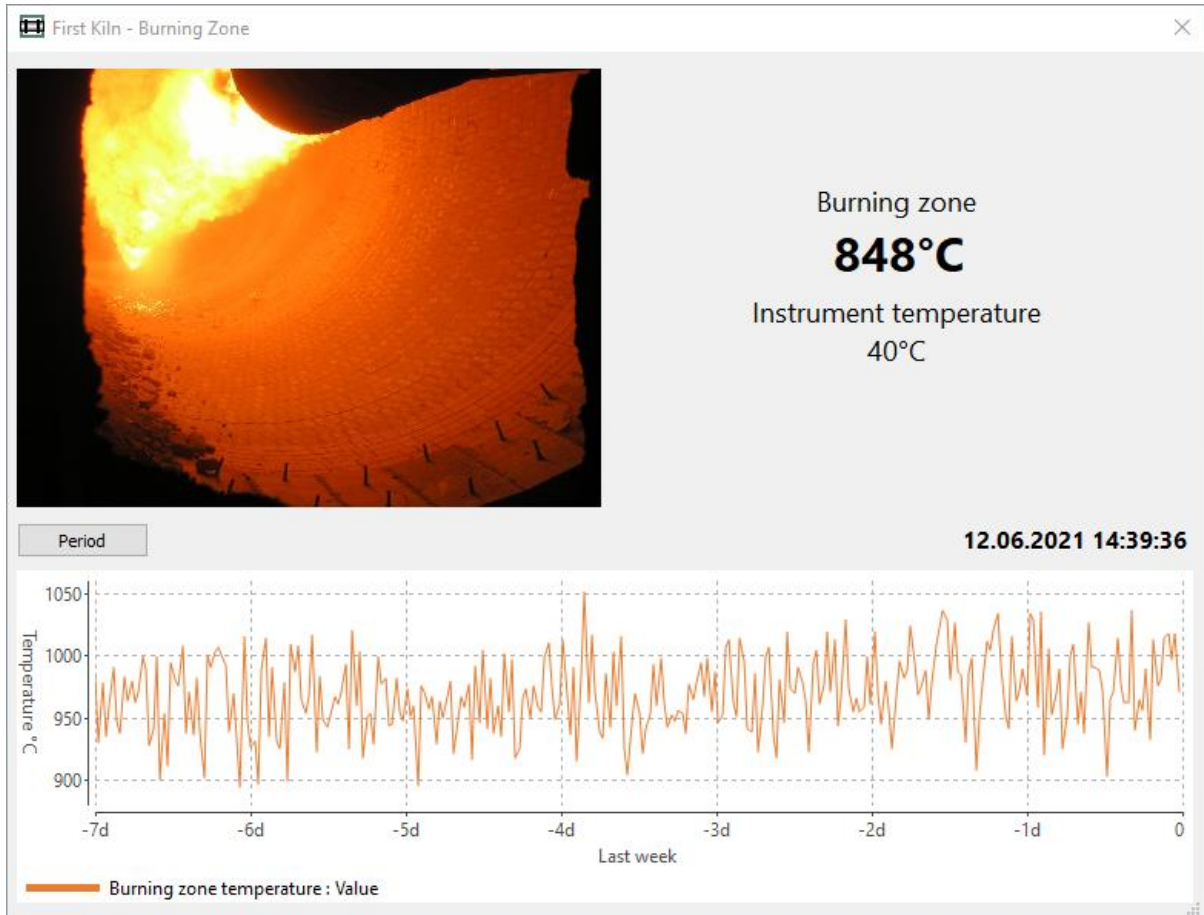 First Kiln - Burning Zone
Burning zone
848°C
Instrument temperature
40°C
Period
12.06.2021 14:39:36
Temperature °C
1050
1000
950
900
-7d -6d -5d -4d -3d -2d -1d 0
Last week
Burning zone temperature : Value